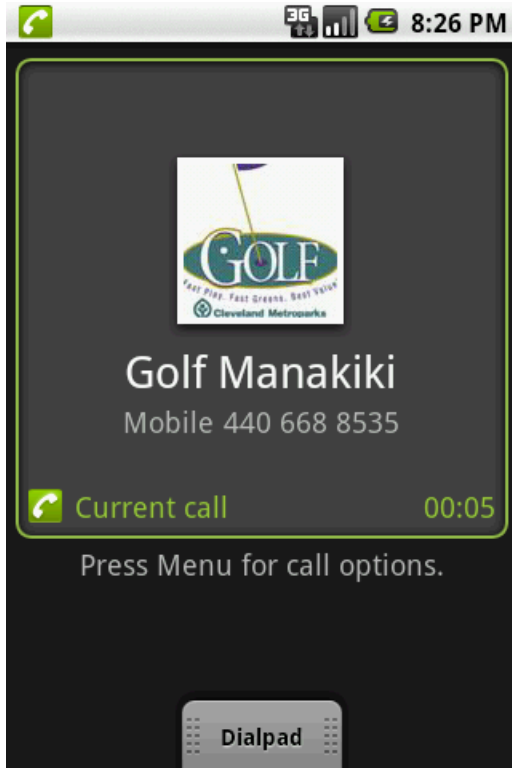 3G
8:26 PM
GOLF
Fast Play. Fast Greens. Best Value!
Cleveland Metroparks
Golf Manakiki
Mobile 440 668 8535
Current call 00:05
Press Menu for call options.
Dialpad